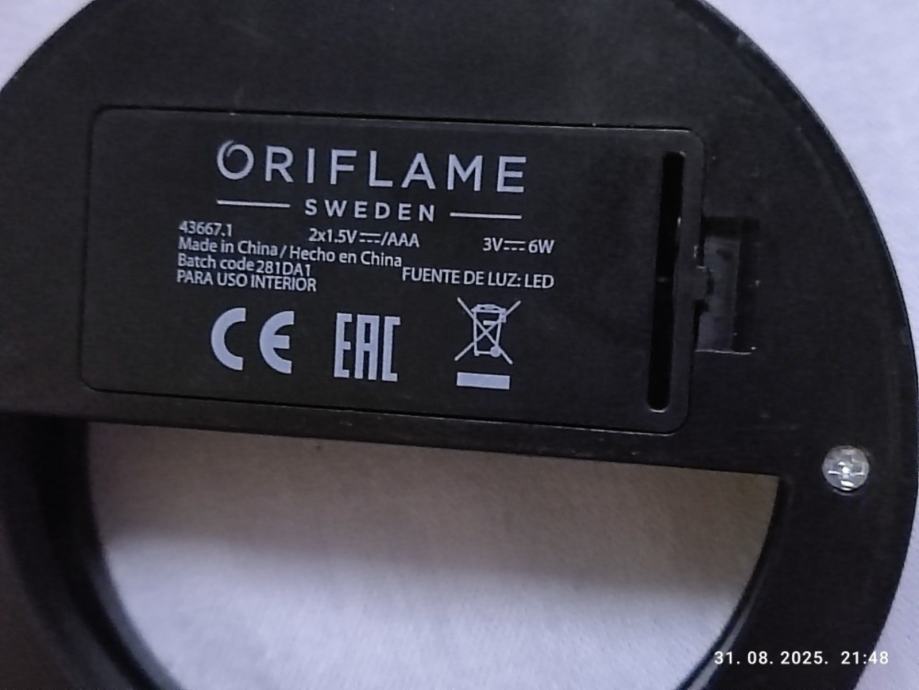 ORIFLAME
SWEDEN
43667.1 2x1.5V⎓/AAA 3V⎓6W
Made in China / Hecho en China
Batch code 281DA1 FUENTE DE LUZ: LED
PARA USO INTERIOR
CE EAC
31. 08. 2025. 21:48